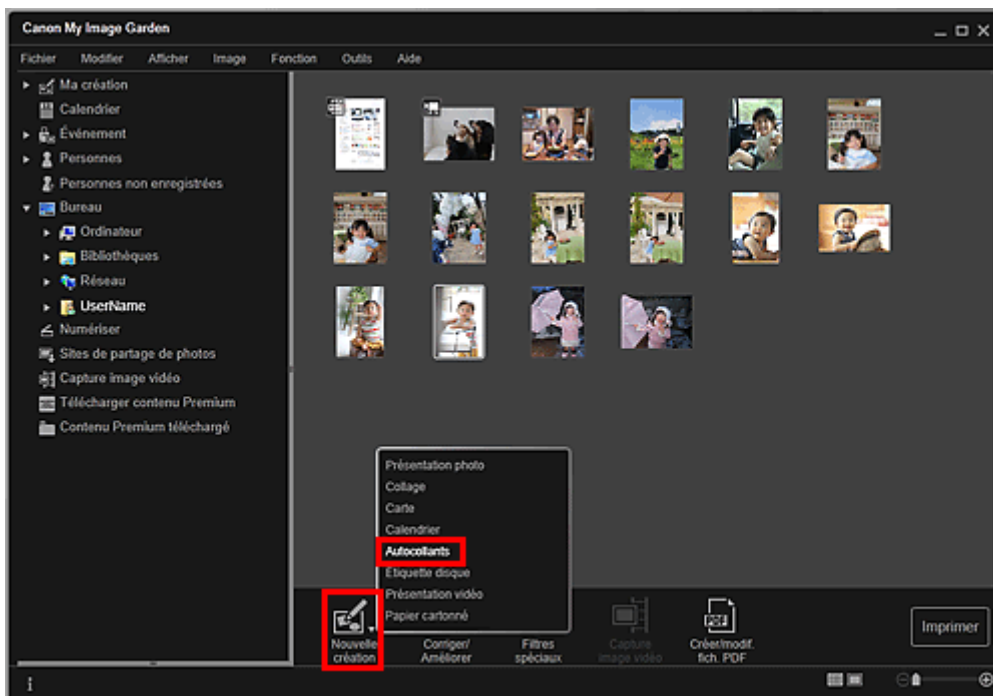 Canon My Image Garden
Fichier Modifier Afficher Image Fonction Outils Aide
Ma création
Calendrier
Événement
Personnes
Personnes non enregistrées
Bureau
Ordinateur
Bibliothèques
Réseau
UserName
Numériser
Sites de partage de photos
Capture image vidéo
Télécharger contenu Premium
Contenu Premium téléchargé
Présentation photo
Collage
Carte
Calendrier
Autocollants
Étiquette disque
Présentation vidéo
Papier cartonné
Nouvelle
création
Corriger/
Améliorer
Filtres
spéciaux
Capture
image vidéo
PDF
Créer/modif.
fich. PDF
Imprimer